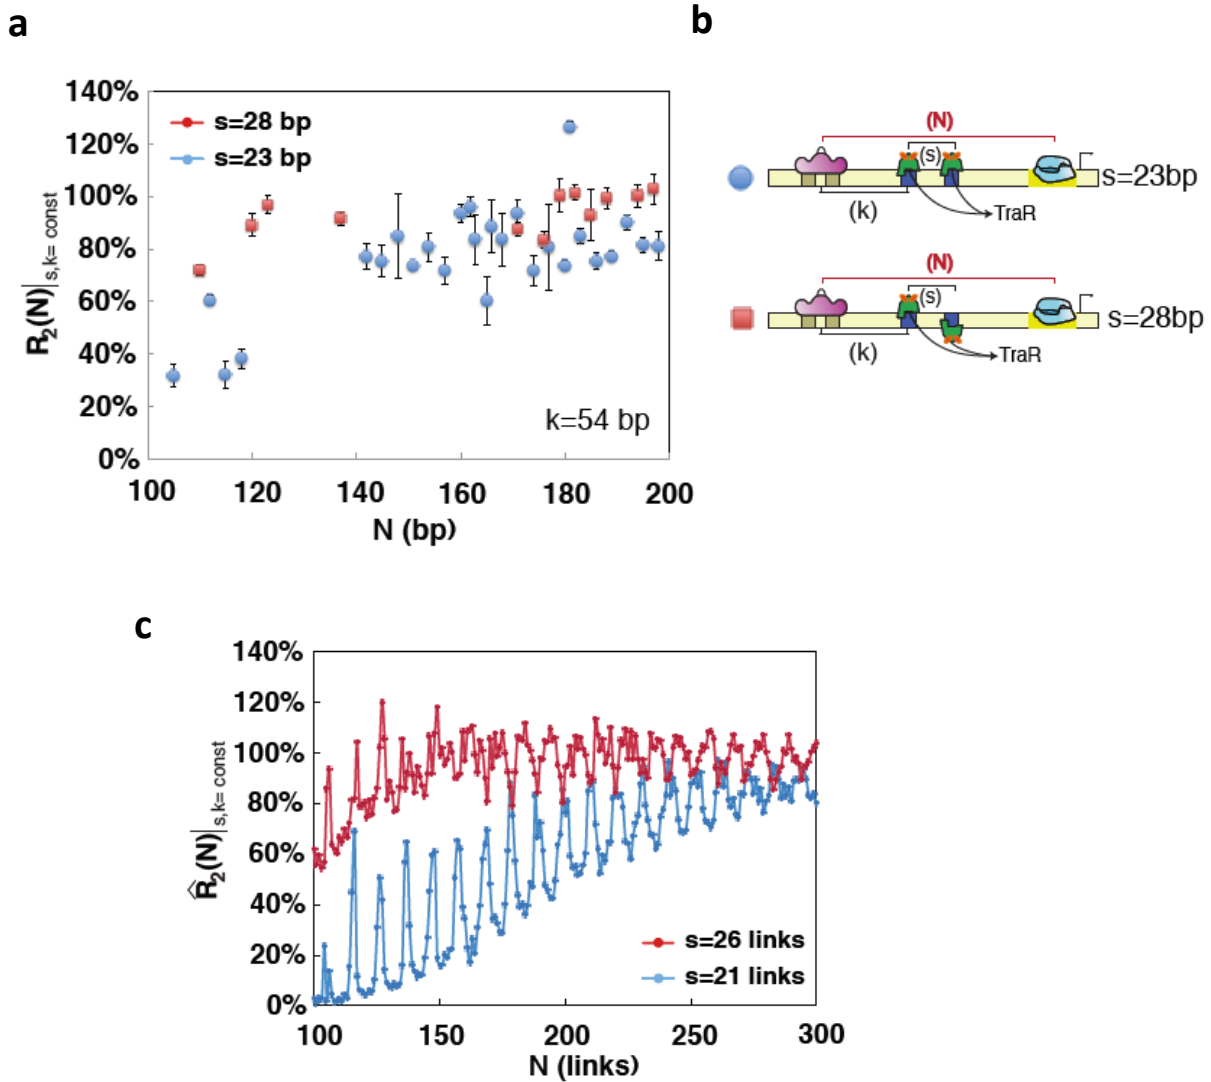 a
140%
120%
100%
80%
60%
40%
20%
0%
R₂(N)|s,k= const
s=28 bp
s=23 bp
k=54 bp
100 120 140 160 180 200
N (bp)
b
(N)
(s)
(k)
TraR
s=23bp
(N)
(s)
(k)
TraR
s=28bp
c
140%
120%
100%
80%
60%
40%
20%
0%
R̂₂(N)|s,k= const
s=26 links
s=21 links
100 150 200 250 300
N (links)